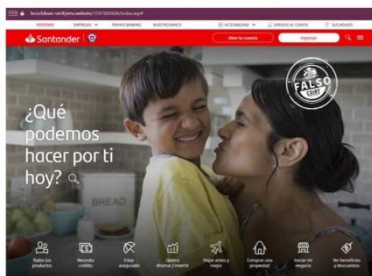 PERSONAS EMPRESAS PRIVATE BANKING NUESTRO BANCO ACCESIBILIDAD SERVICIO AL CLIENTE SUCURSALES
Santander Abre tu cuenta Ingresar
FALSO
¿Qué
podemos
hacer por ti
hoy?
BREAD
Todos los productos
Necesito crédito
Estar asegurado
Quiero Ahorrar / Invertir
Viajar antes y mejor
Comprar una propiedad
Iniciar mi negocio
Ver beneficios y descuentos